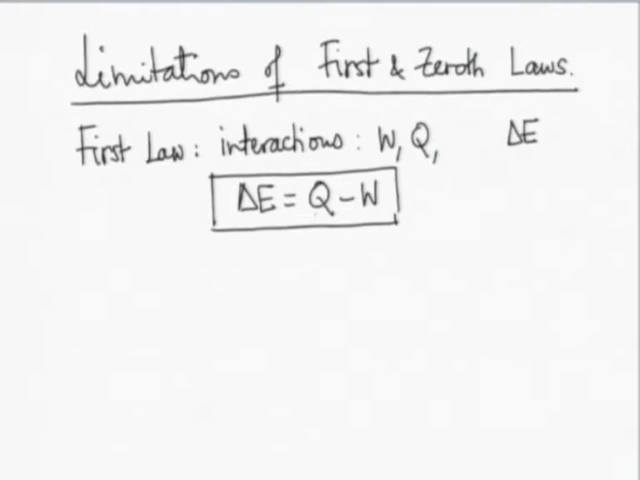 Limitations of First & Zeroth Laws.
First Law: interactions: W, Q, ΔE
ΔE = Q - W